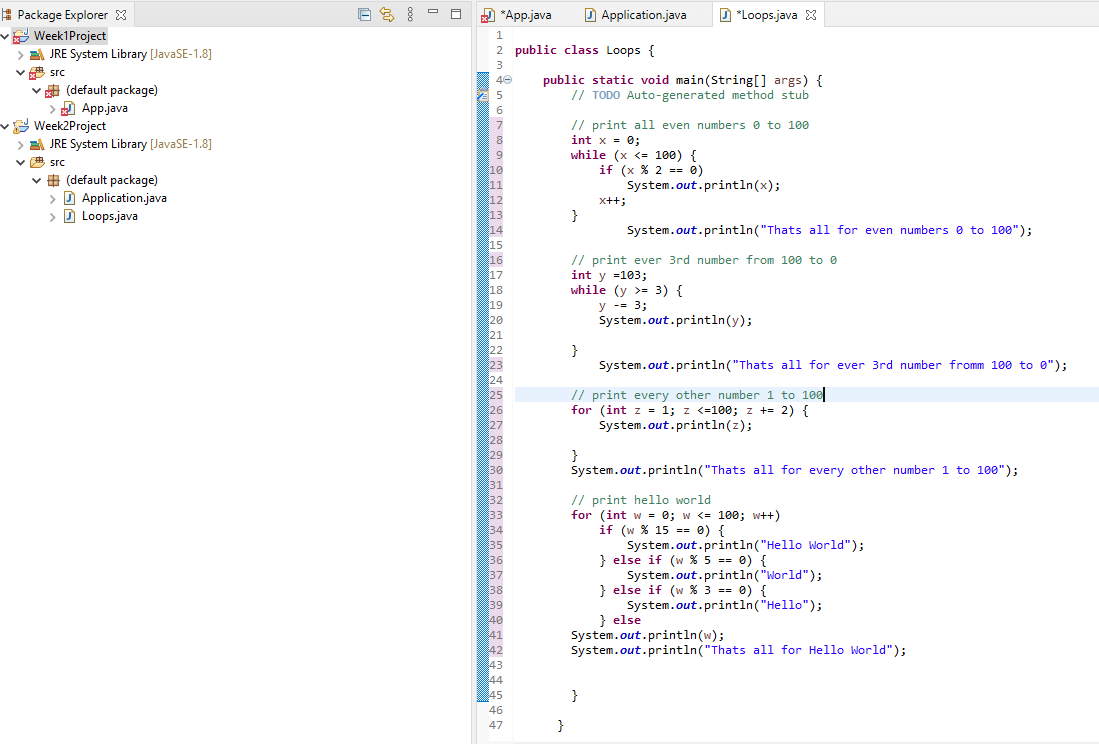 Package Explorer
Week1Project
JRE System Library [JavaSE-1.8]
src
(default package)
App.java
Week2Project
JRE System Library [JavaSE-1.8]
src
(default package)
Application.java
Loops.java
*App.java Application.java *Loops.java
1
2 public class Loops {
3
4 public static void main(String[] args) {
5 // TODO Auto-generated method stub
6
7 // print all even numbers 0 to 100
8 int x = 0;
9 while (x <= 100) {
10 if (x % 2 == 0)
11 System.out.println(x);
12 x++;
13 }
14 System.out.println("Thats all for even numbers 0 to 100");
15
16 // print ever 3rd number from 100 to 0
17 int y =103;
18 while (y >= 3) {
19 y -= 3;
20 System.out.println(y);
21
22 }
23 System.out.println("Thats all for ever 3rd number fromm 100 to 0");
24
25 // print every other number 1 to 100
26 for (int z = 1; z <=100; z += 2) {
27 System.out.println(z);
28
29 }
30 System.out.println("Thats all for every other number 1 to 100");
31
32 // print hello world
33 for (int w = 0; w <= 100; w++)
34 if (w % 15 == 0) {
35 System.out.println("Hello World");
36 } else if (w % 5 == 0) {
37 System.out.println("World");
38 } else if (w % 3 == 0) {
39 System.out.println("Hello");
40 } else
41 System.out.println(w);
42 System.out.println("Thats all for Hello World");
43
44
45 }
46
47 }